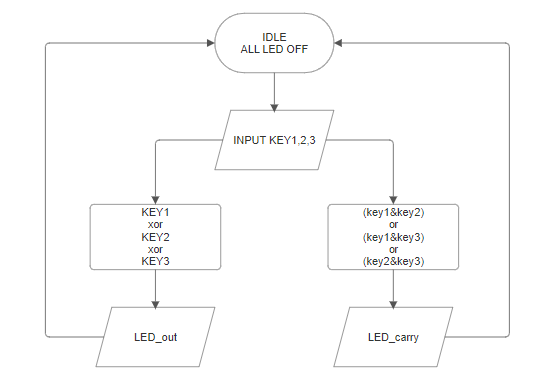 IDLE
ALL LED OFF
INPUT KEY1,2,3
KEY1
xor
KEY2
xor
KEY3
(key1&key2)
or
(key1&key3)
or
(key2&key3)
LED_out
LED_carry